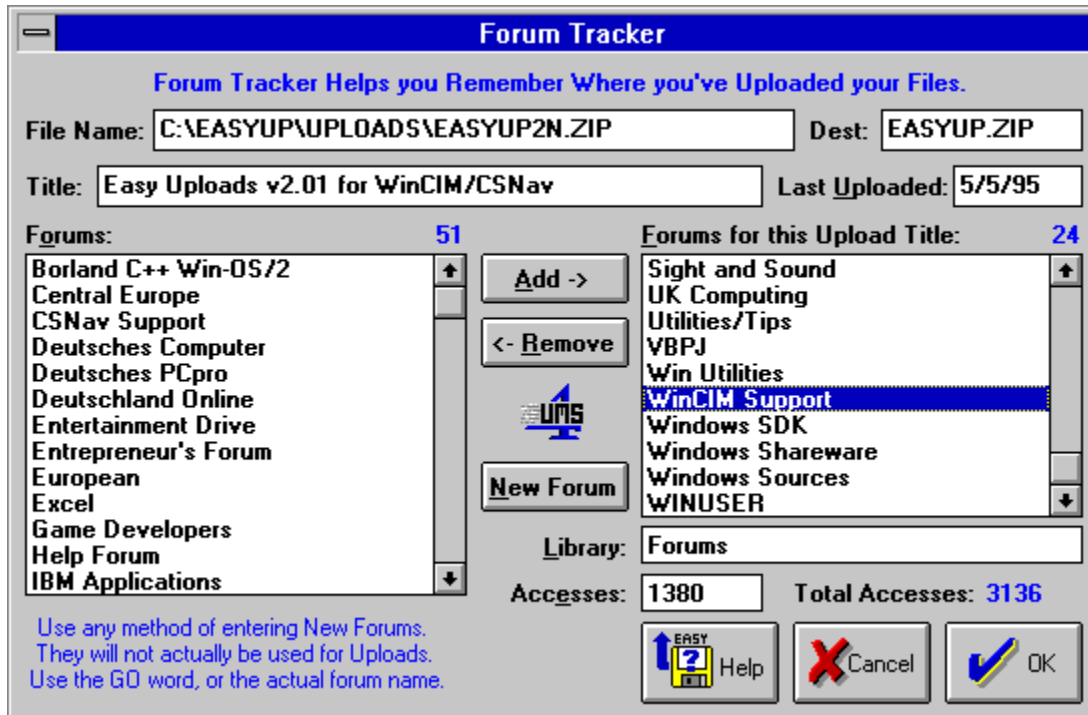 Forum Tracker
Forum Tracker Helps you Remember Where you've Uploaded your Files.
File Name: C:\EASYUP\UPLOADS\EASYUP2N.ZIP Dest: EASYUP.ZIP
Title: Easy Uploads v2.01 for WinCIM/CSNav Last Uploaded: 5/5/95
Forums: 51
Borland C++ Win-OS/2
Central Europe
CSNav Support
Deutsches Computer
Deutsches PCpro
Deutschland Online
Entertainment Drive
Entrepreneur's Forum
European
Excel
Game Developers
Help Forum
IBM Applications
Use any method of entering New Forums.
They will not actually be used for Uploads.
Use the GO word, or the actual forum name.
Add ->
<- Remove
4
UMS
New Forum
Forums for this Upload Title: 24
Sight and Sound
UK Computing
Utilities/Tips
VBPJ
Win Utilities
WinCIM Support
Windows SDK
Windows Shareware
Windows Sources
WINUSER
Library: Forums
Accesses: 1380 Total Accesses: 3136
EASY
? Help
Cancel
OK